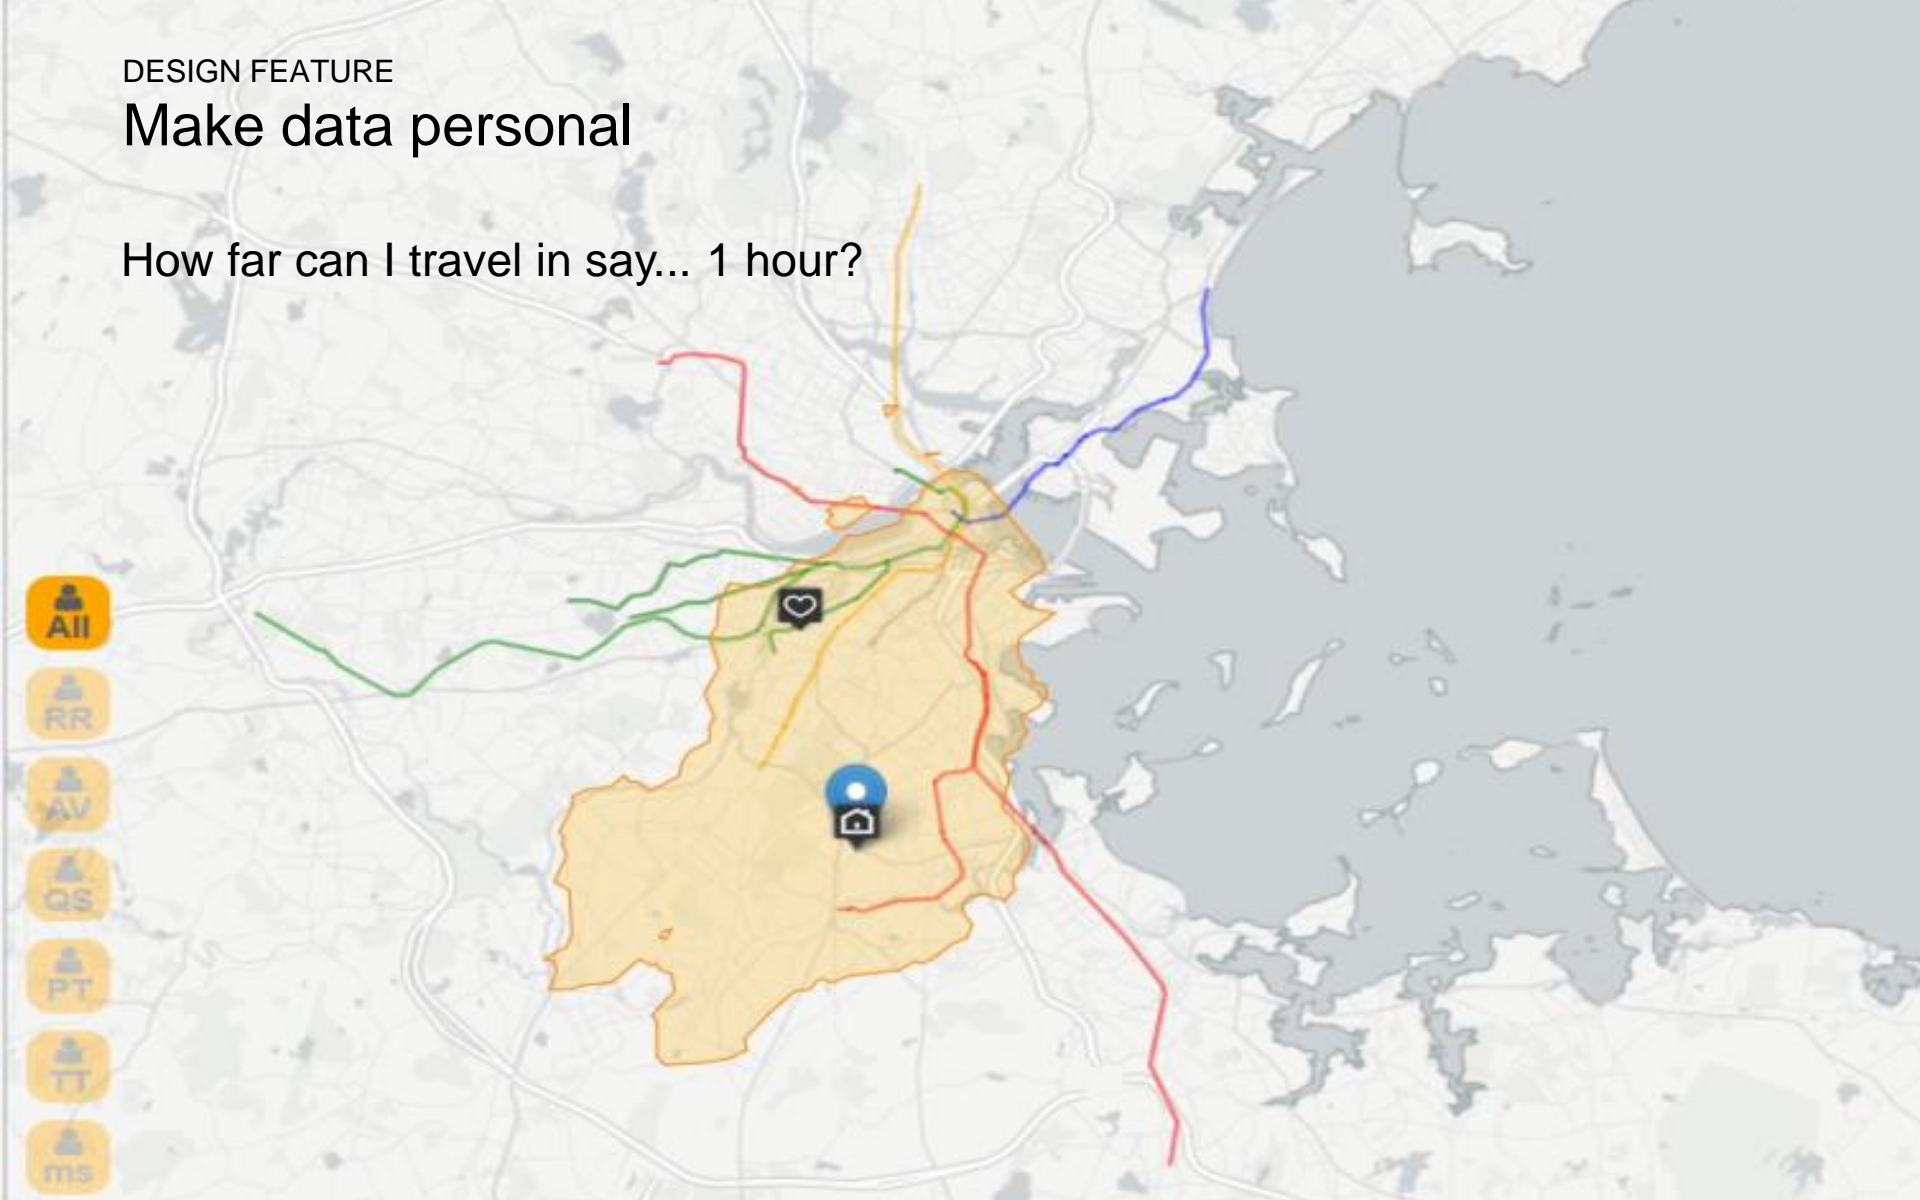 DESIGN FEATURE
Make data personal
How far can I travel in say... 1 hour?
All
RR
AV
QS
PT
TT
ms